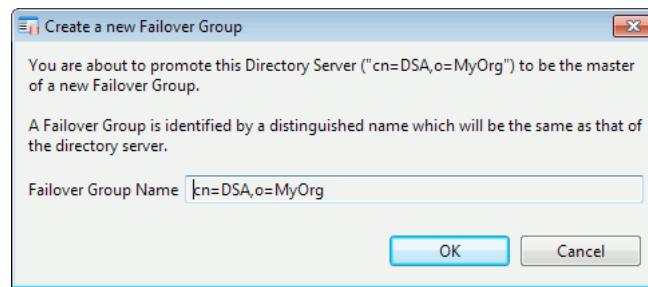 Create a new Failover Group
You are about to promote this Directory Server ("cn=DSA,o=MyOrg") to be the master
of a new Failover Group.
A Failover Group is identified by a distinguished name which will be the same as that of
the directory server.
Failover Group Name cn=DSA,o=MyOrg
OK Cancel